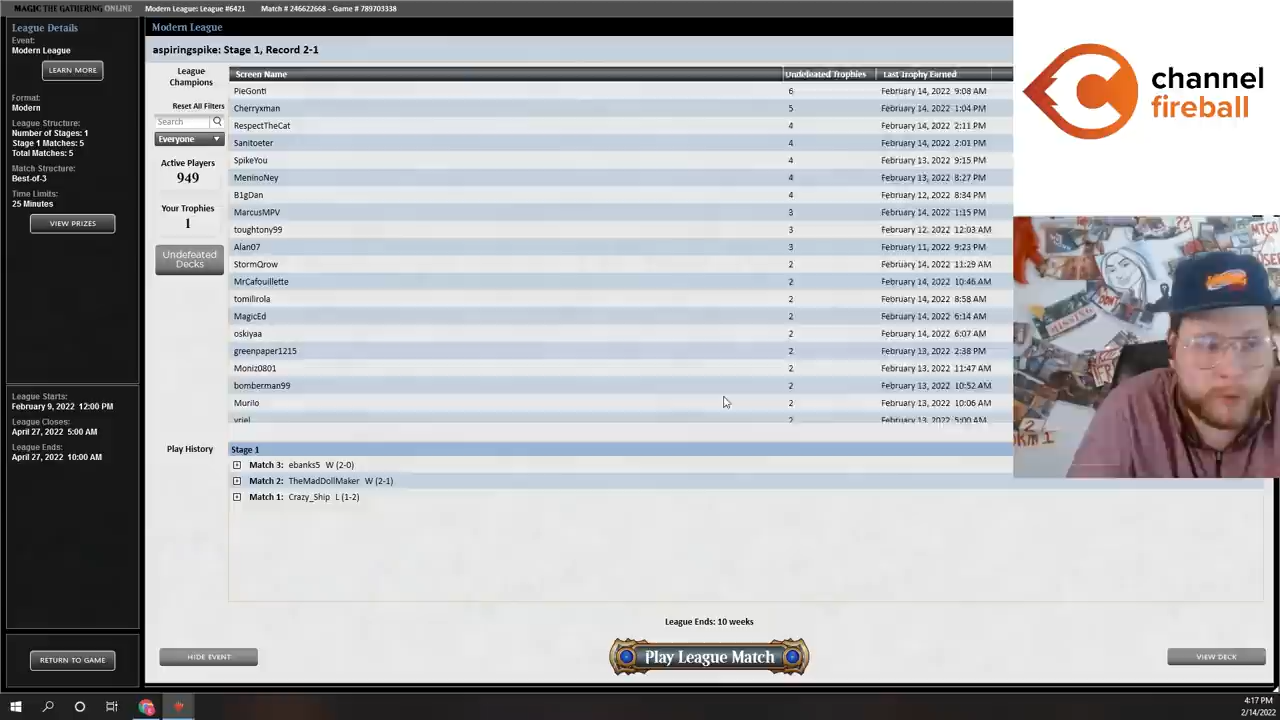 MAGIC THE GATHERING ONLINE
Modern League: League #6421
Match # 246622668 - Game # 789703338
League Details
Event:
Modern League
LEARN MORE
Format:
Modern
League Structure:
Number of Stages: 1
Stage 1 Matches: 5
Total Matches: 5
Match Structure:
Best-of-3
Time Limits:
25 Minutes
VIEW PRIZES
League Starts:
February 9, 2022 12:00 PM
League Closes:
April 27, 2022 5:00 AM
League Ends:
April 27, 2022 10:00 AM
RETURN TO GAME
Modern League
aspiringspike: Stage 1, Record 2-1
League
Champions
Reset All Filters
Search
Everyone
Active Players
949
Your Trophies
1
Undefeated
Decks
Screen Name Undefeated Trophies Last Trophy Earned
PieGonti 6 February 14, 2022 9:08 AM
Cherryxman 5 February 14, 2022 1:04 PM
RespectTheCat 4 February 14, 2022 2:11 PM
Sanitoeter 4 February 14, 2022 2:01 PM
SpikeYou 4 February 13, 2022 9:15 PM
MeninoNey 4 February 13, 2022 8:27 PM
B1gDan 4 February 12, 2022 8:34 PM
MarcusMPV 3 February 14, 2022 1:15 PM
toughtony99 3 February 12, 2022 12:03 AM
Alan07 3 February 11, 2022 9:23 PM
StormQrow 2 February 14, 2022 11:29 AM
MrCafouillette 2 February 14, 2022 10:46 AM
tomilirola 2 February 14, 2022 8:58 AM
MagicEd 2 February 14, 2022 6:14 AM
oskiyaa 2 February 14, 2022 6:07 AM
greenpaper1215 2 February 13, 2022 2:38 PM
Moniz0801 2 February 13, 2022 11:47 AM
bomberman99 2 February 13, 2022 10:52 AM
Murilo 2 February 13, 2022 10:06 AM
vriel 2 February 13, 2022 5:00 AM
Play History
Stage 1
Match 3: ebanks5 W (2-0)
Match 2: TheMadDollMaker W (2-1)
Match 1: Crazy_Ship L (1-2)
League Ends: 10 weeks
HIDE EVENT
Play League Match
VIEW DECK
channel
fireball
MISSING
DON'T
MTGO
4:17 PM
2/14/2022